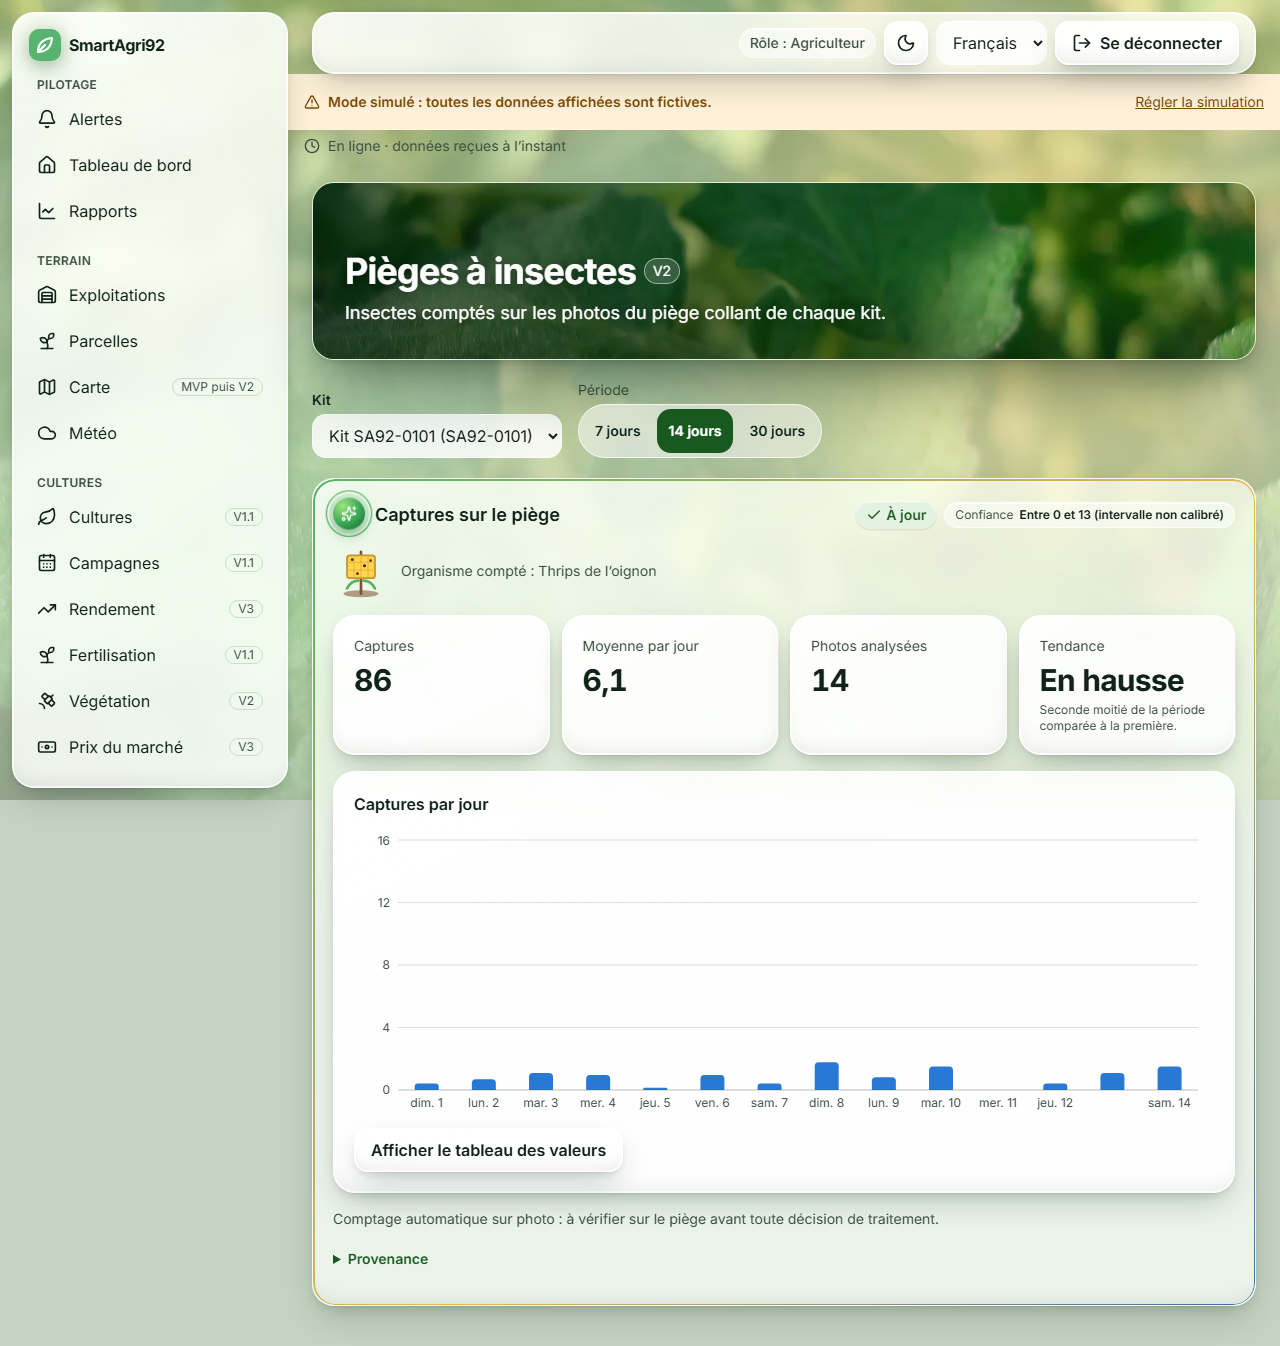 SmartAgri92
PILOTAGE
Alertes
Tableau de bord
Rapports
TERRAIN
Exploitations
Parcelles
Carte MVP puis V2
Météo
CULTURES
Cultures V1.1
Campagnes V1.1
Rendement V3
Fertilisation V1.1
Végétation V2
Prix du marché V3
Rôle : Agriculteur Français Se déconnecter
Mode simulé : toutes les données affichées sont fictives. Régler la simulation
En ligne · données reçues à l’instant
Pièges à insectes V2
Insectes comptés sur les photos du piège collant de chaque kit.
Kit
Kit SA92-0101 (SA92-0101)
Période
7 jours 14 jours 30 jours
Captures sur le piège À jour Confiance Entre 0 et 13 (intervalle non calibré)
Organisme compté : Thrips de l’oignon
Captures
86
Moyenne par jour
6,1
Photos analysées
14
Tendance
En hausse
Seconde moitié de la période
comparée à la première.
Captures par jour
16
12
8
4
0
dim. 1 lun. 2 mar. 3 mer. 4 jeu. 5 ven. 6 sam. 7 dim. 8 lun. 9 mar. 10 mer. 11 jeu. 12 sam. 14
Afficher le tableau des valeurs
Comptage automatique sur photo : à vérifier sur le piège avant toute décision de traitement.
Provenance